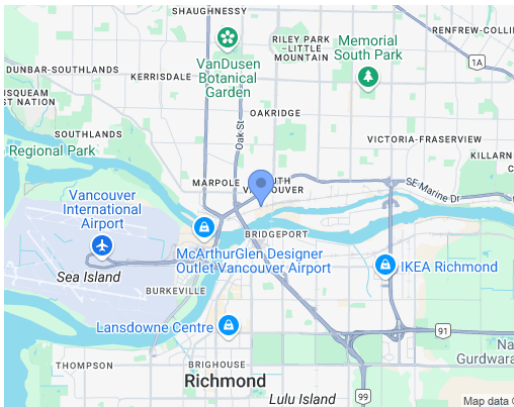 SHAUGHNESSY
RENFREW-COLLI
RILEY PARK
-LITTLE
MOUNTAIN
Memorial
South Park
VanDusen
Botanical
Garden
1A
DUNBAR-SOUTHLANDS
KERRISDALE
USQUEAM
ST NATION
Oak St
OAKRIDGE
SOUTHLANDS
VICTORIA-FRASERVIEW
Regional Park
KILLARN
MARPOLE
VANCOUVER
SE Marine Dr
Vancouver
International
Airport
BRIDGEPORT
McArthurGlen Designer
Outlet Vancouver Airport
IKEA Richmond
Sea Island
BURKEVILLE
Lansdowne Centre
91
Na
Gurdwara
THOMPSON
BRIGHOUSE
Richmond
Lulu Island
99
Map data